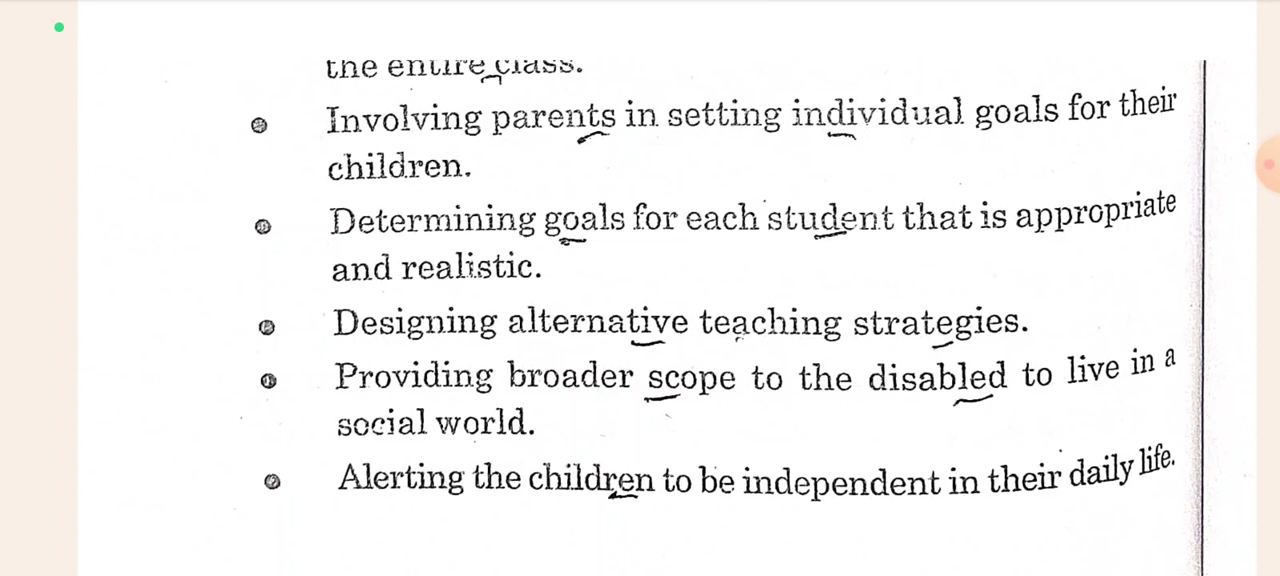 the entire class.
Involving parents in setting individual goals for their
children.
Determining goals for each student that is appropriate
and realistic.
Designing alternative teaching strategies.
Providing broader scope to the disabled to live in a
social world.
Alerting the children to be independent in their daily life.